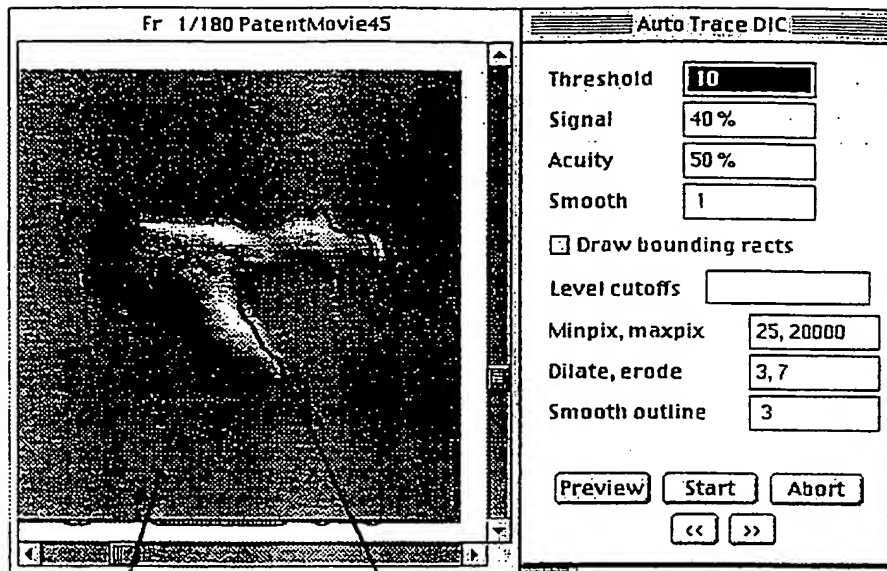 Fr 1/180 PatentMovie45
Auto Trace DIC
Threshold 10
Signal 40%
Acuity 50%
Smooth 1
Draw bounding rects
Level cutoffs
Minpix, maxpix 25, 20000
Dilate, erode 3, 7
Smooth outline 3
Preview Start Abort
<< >>